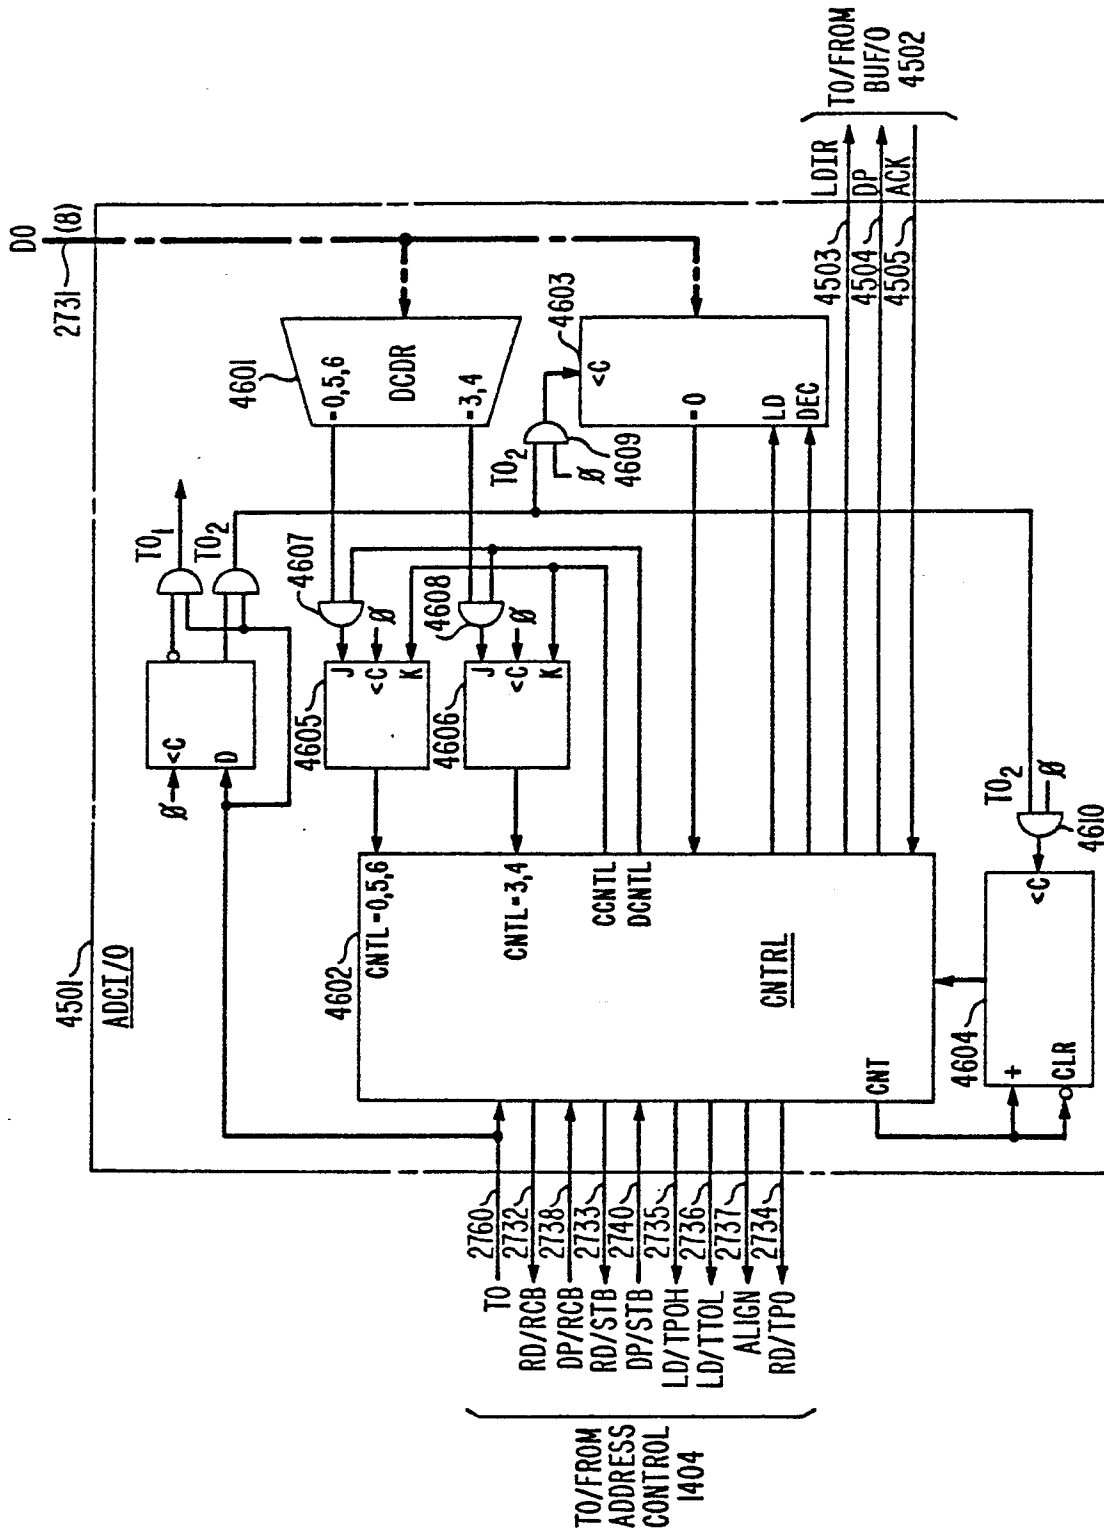 4501
ADCI/O
DO
2731
(8)
TO1
TO2
Ø
<C
D
4601
=0,5,6
DCDR
=3,4
4607
4605
J
<C
K
Ø
4608
4606
J
<C
K
Ø
TO2
Ø
4609
4603
<C
=0
LD
DEC
4602
CNTL=0,5,6
CNTL=3,4
CCNTL
DCNTL
CNTRL
CNT
4503
LDIR
4504
DP
4505
ACK
TO/FROM
BUF/O
4502
TO
2760
RD/RCB
2732
DP/RCB
2738
RD/STB
2733
DP/STB
2740
LD/TPOH
2735
LD/TTOL
2736
ALIGN
2737
RD/TPO
2734
TO/FROM
ADDRESS
CONTROL
1404
4604
+
CLR
<C
TO2
Ø
4610